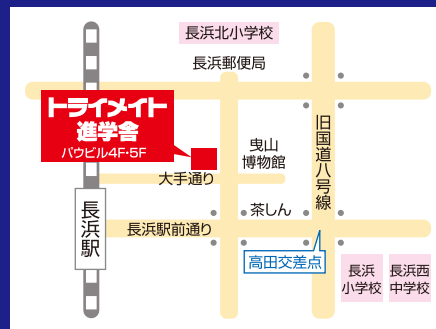 長浜北小学校
長浜郵便局
トライメイト
進学舎
パウビル4F・5F
曳山
博物館
旧国道八号線
大手通り
長浜駅
茶しん
長浜駅前通り
高田交差点
長浜
小学校
長浜西
中学校